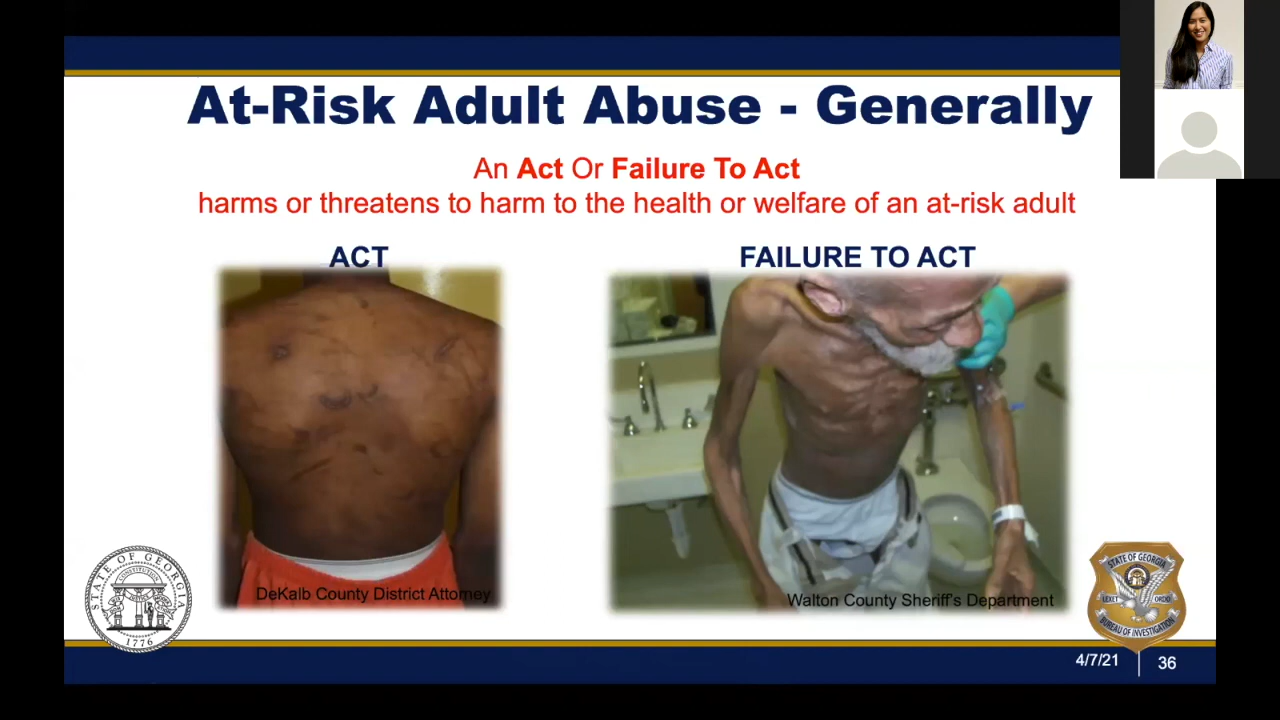 At-Risk Adult Abuse - Generally
An Act Or Failure To Act
harms or threatens to harm to the health or welfare of an at-risk adult
ACT
FAILURE TO ACT
DeKalb County District Attorney
Walton County Sheriff's Department
STATE OF GEORGIA
CONSTITUTION
1776
STATE OF GEORGIA
BUREAU OF INVESTIGATION
4/7/21
36